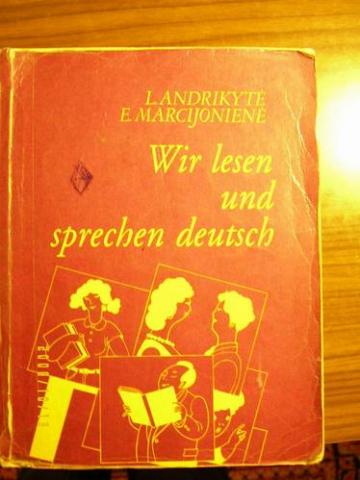 L. ANDRIKYTĖ
E. MARCIJONIENĖ
Wir lesen
und
sprechen deutsch